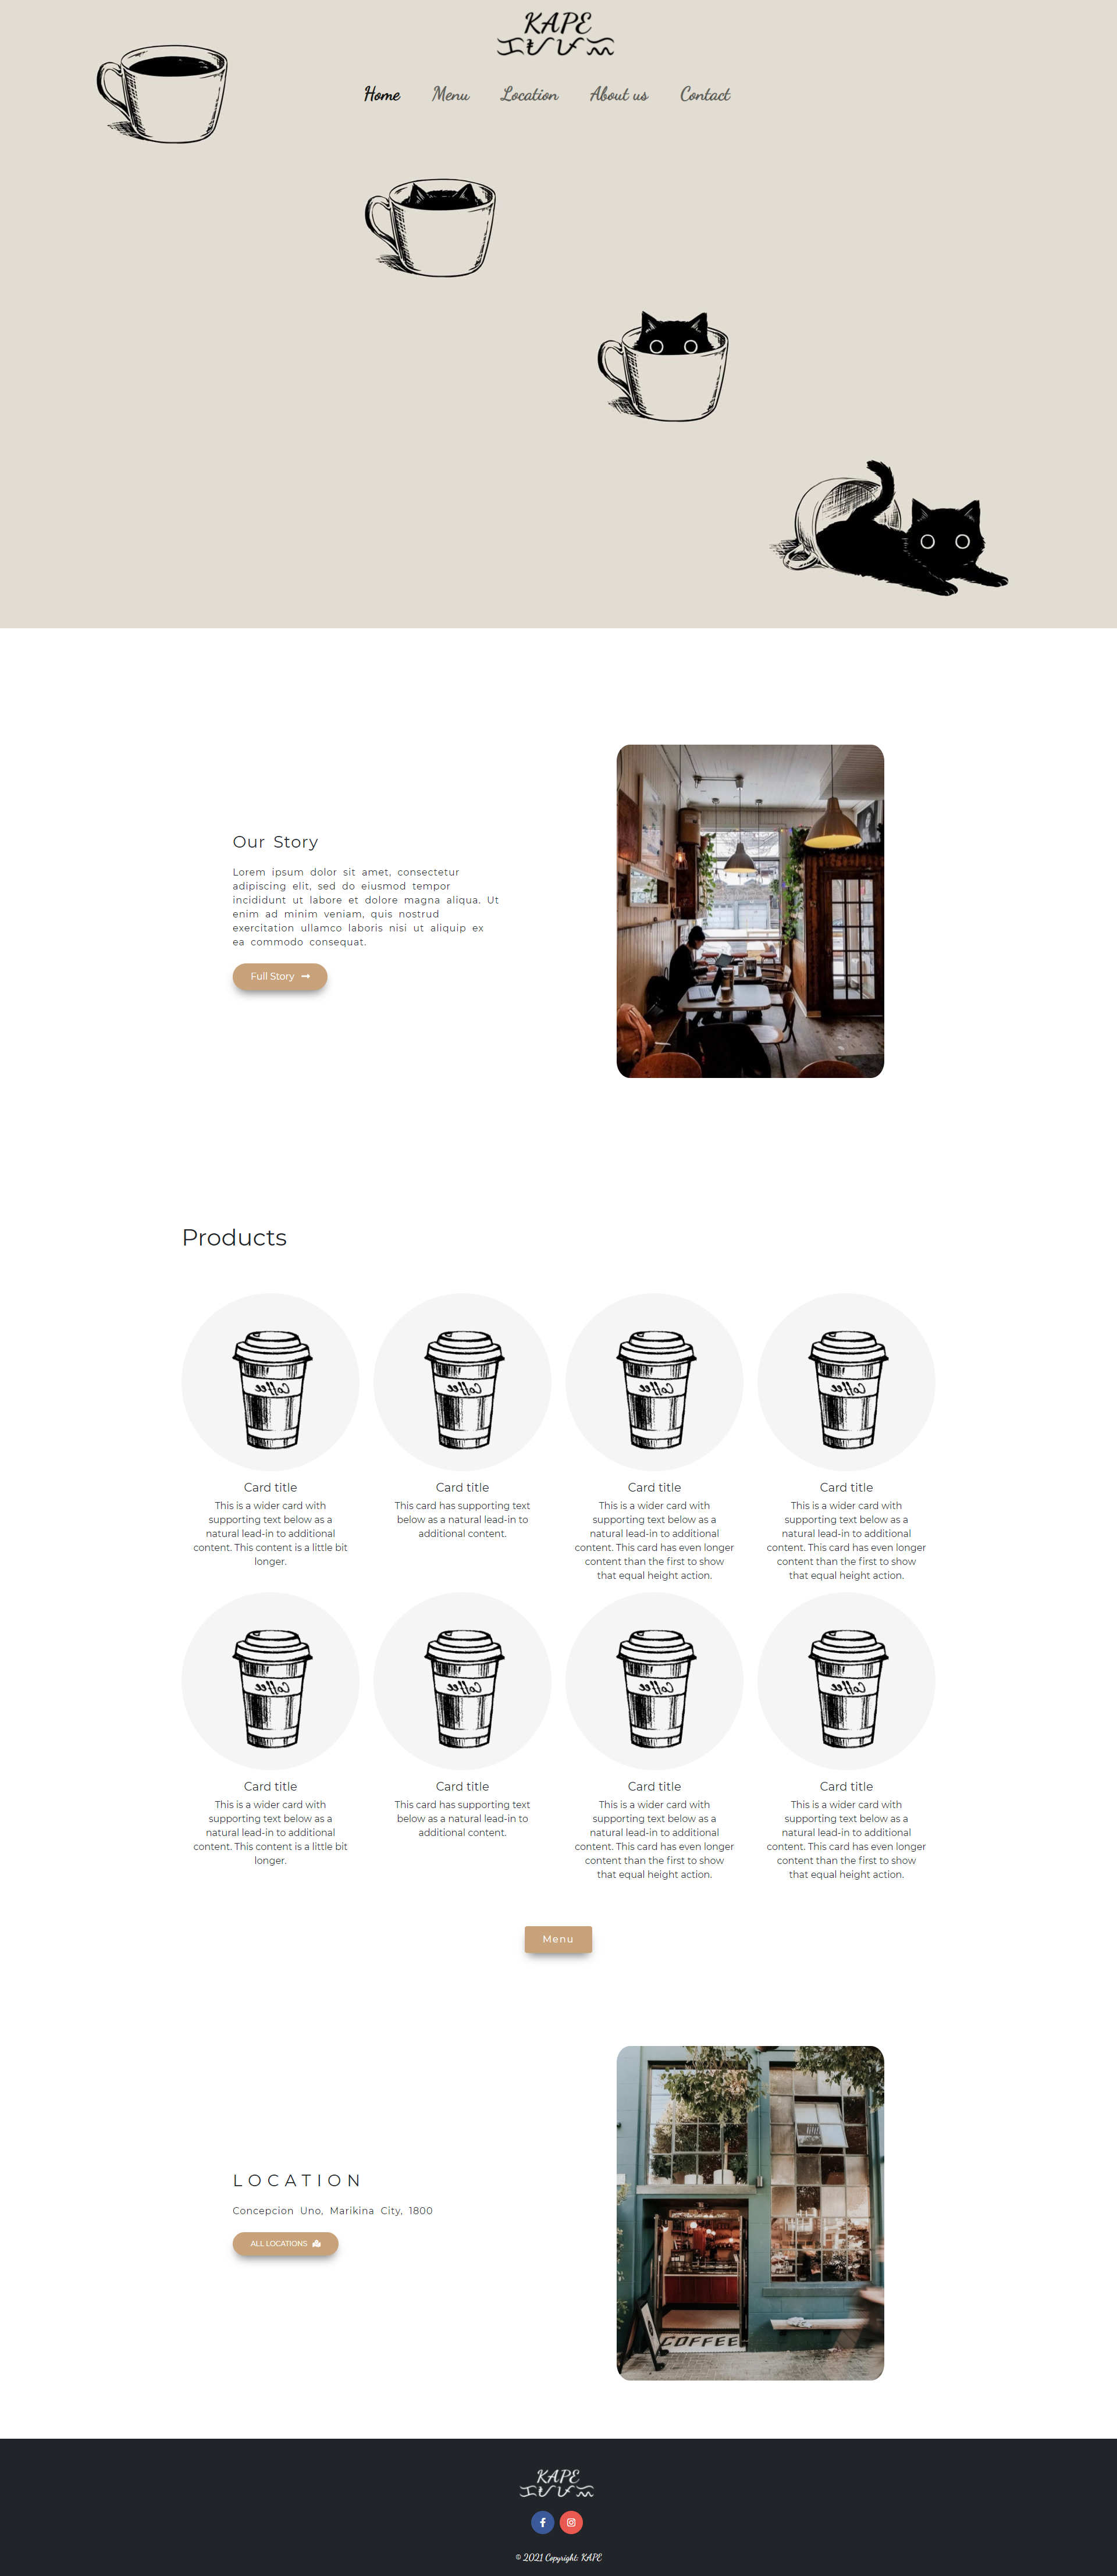 KAPE
Home
Menu
Location
About us
Contact
Our Story
Lorem ipsum dolor sit amet, consectetur
adipiscing elit, sed do eiusmod tempor
incididunt ut labore et dolore magna aliqua. Ut
enim ad minim veniam, quis nostrud
exercitation ullamco laboris nisi ut aliquip ex
ea commodo consequat.
Full Story
COFFEE
Products
Coffee
Card title
This is a wider card with
supporting text below as a
natural lead-in to additional
content. This content is a little bit
longer.
Coffee
Card title
This card has supporting text
below as a natural lead-in to
additional content.
Coffee
Card title
This is a wider card with
supporting text below as a
natural lead-in to additional
content. This card has even longer
content than the first to show
that equal height action.
Coffee
Card title
This is a wider card with
supporting text below as a
natural lead-in to additional
content. This card has even longer
content than the first to show
that equal height action.
Coffee
Card title
This is a wider card with
supporting text below as a
natural lead-in to additional
content. This content is a little bit
longer.
Coffee
Card title
This card has supporting text
below as a natural lead-in to
additional content.
Coffee
Card title
This is a wider card with
supporting text below as a
natural lead-in to additional
content. This card has even longer
content than the first to show
that equal height action.
Coffee
Card title
This is a wider card with
supporting text below as a
natural lead-in to additional
content. This card has even longer
content than the first to show
that equal height action.
Menu
LOCATION
Concepcion Uno, Marikina City, 1800
ALL LOCATIONS
KAPE
© 2021 Copyright: KAPE